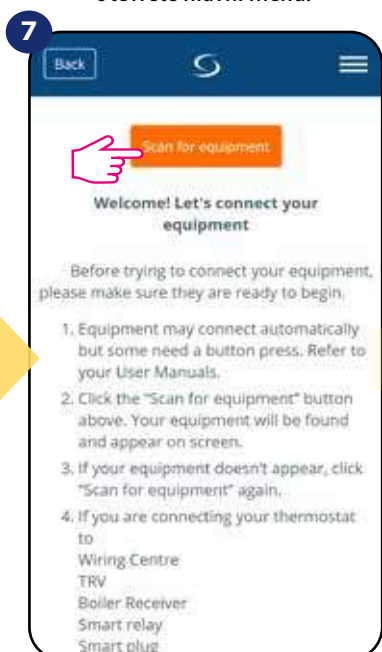 Otevřete hlavní menu.
7
Back
Scan for equipment
Welcome! Let's connect your
equipment
Before trying to connect your equipment,
please make sure they are ready to begin.
1. Equipment may connect automatically
but some need a button press. Refer to
your User Manuals.
2. Click the "Scan for equipment" button
above. Your equipment will be found
and appear on screen.
3. If your equipment doesn't appear, click
"Scan for equipment" again.
4. If you are connecting your thermostat
to
Wiring Centre
TRV
Boiler Receiver
Smart relay
Smart plug